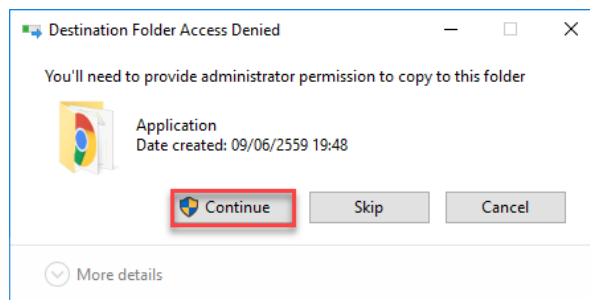 Destination Folder Access Denied
You'll need to provide administrator permission to copy to this folder
Application
Date created: 09/06/2559 19:48
Continue
Skip
Cancel
More details